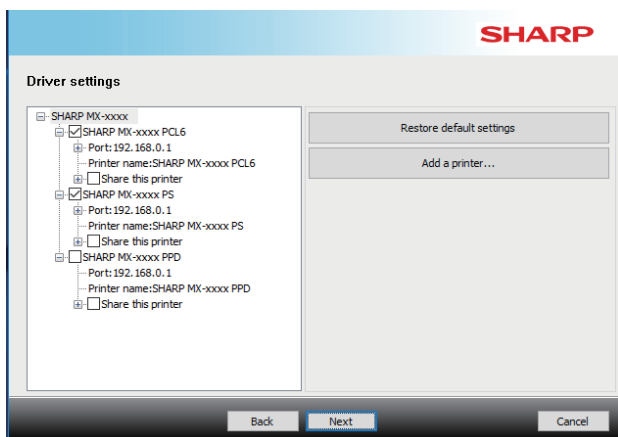 SHARP
Driver settings
SHARP MX-xxxx
SHARP MX-xxxx PCL6
Port:192.168.0.1
Printer name:SHARP MX-xxxx PCL6
Share this printer
SHARP MX-xxxx PS
Port:192.168.0.1
Printer name:SHARP MX-xxxx PS
Share this printer
SHARP MX-xxxx PPD
Port:192.168.0.1
Printer name:SHARP MX-xxxx PPD
Share this printer
Restore default settings
Add a printer...
Back
Next
Cancel